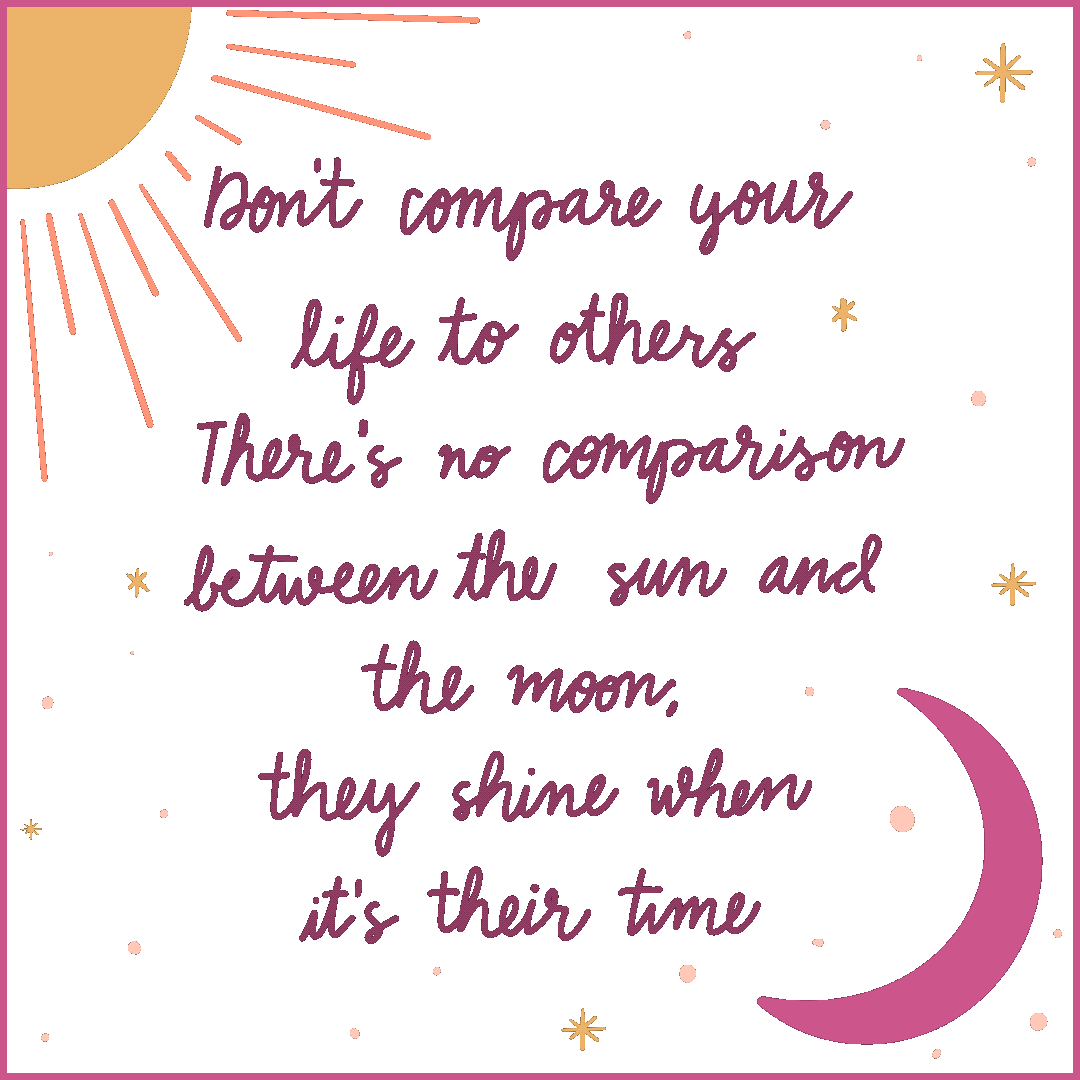 Don't compare your
life to others
There's no comparison
between the sun and
the moon,
they shine when
it's their time